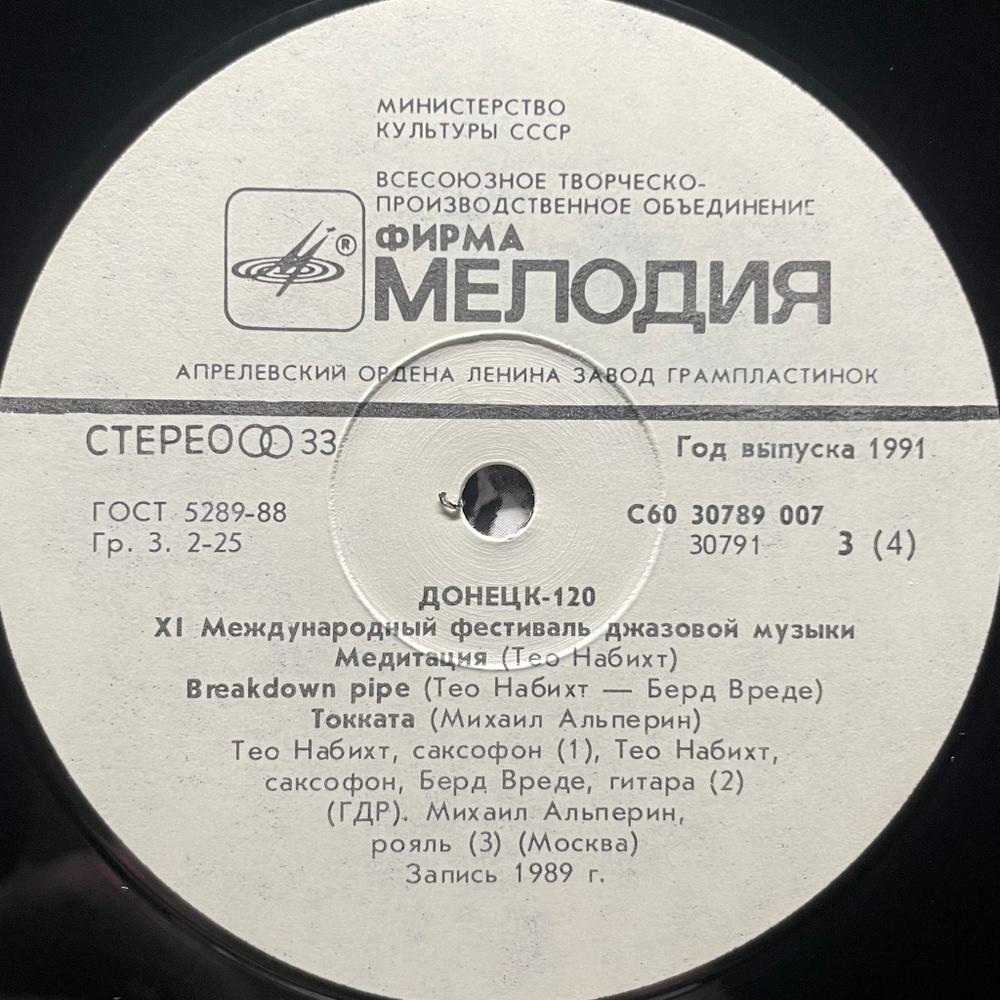 МИНИСТЕРСТВО
КУЛЬТУРЫ СССР
ВСЕСОЮЗНОЕ ТВОРЧЕСКО-
ПРОИЗВОДСТВЕННОЕ ОБЪЕДИНЕНИЕ
®
ФИРМА
МЕЛОДИЯ
АПРЕЛЕВСКИЙ ОРДЕНА ЛЕНИНА ЗАВОД ГРАМПЛАСТИНОК
СТЕРЕО 33
Год выпуска 1991
ГОСТ 5289-88
Гр. 3. 2-25
С60 30789 007
30791 3 (4)
ДОНЕЦК-120
XI Международный фестиваль джазовой музыки
Медитация (Тео Набихт)
Breakdown pipe (Тео Набихт — Берд Вреде)
Токката (Михаил Альперин)
Тео Набихт, саксофон (1), Тео Набихт,
саксофон, Берд Вреде, гитара (2)
(ГДР). Михаил Альперин,
рояль (3) (Москва)
Запись 1989 г.